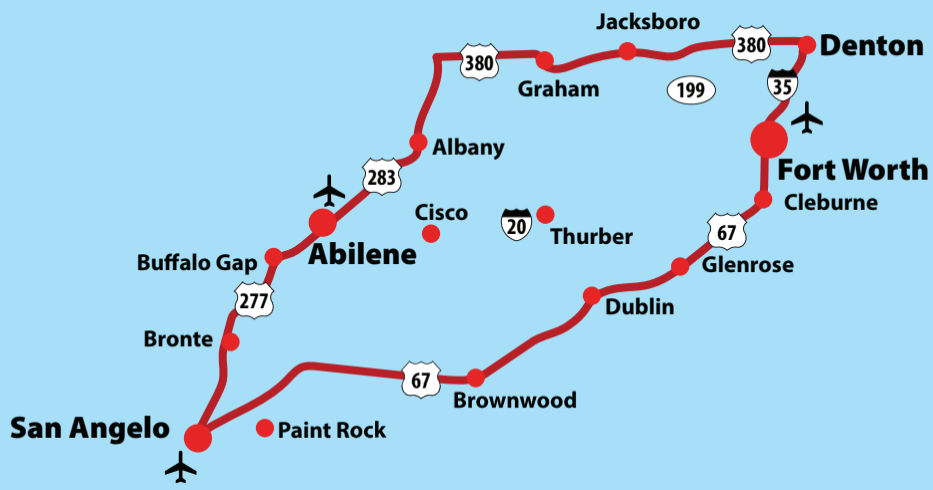 Jacksboro
380
Denton
380
Graham
199
35
Albany
Fort Worth
283
Cleburne
Cisco
20
Thurber
67
Abilene
Buffalo Gap
Glenrose
277
Dublin
Bronte
67
Brownwood
San Angelo
Paint Rock